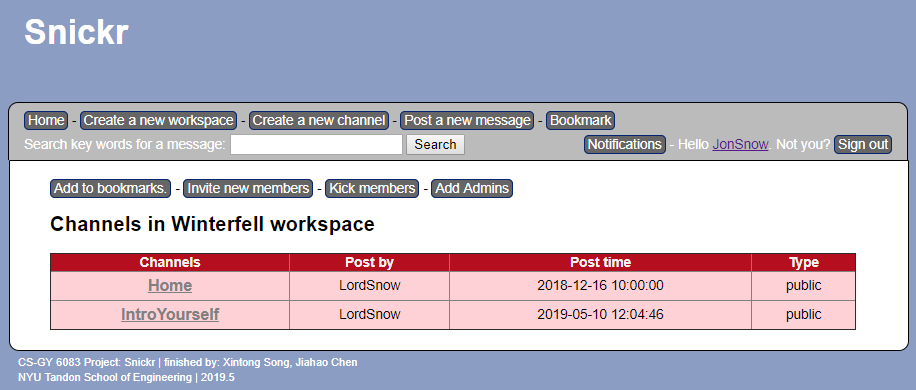 Snickr
Home - Create a new workspace - Create a new channel - Post a new message - Bookmark
Search key words for a message: Search Notifications - Hello JonSnow. Not you? Sign out
Add to bookmarks. - Invite new members - Kick members - Add Admins
Channels in Winterfell workspace
Channels Post by Post time Type
Home LordSnow 2018-12-16 10:00:00 public
IntroYourself LordSnow 2019-05-10 12:04:46 public
CS-GY 6083 Project: Snickr | finished by: Xintong Song, Jiahao Chen
NYU Tandon School of Engineering | 2019.5